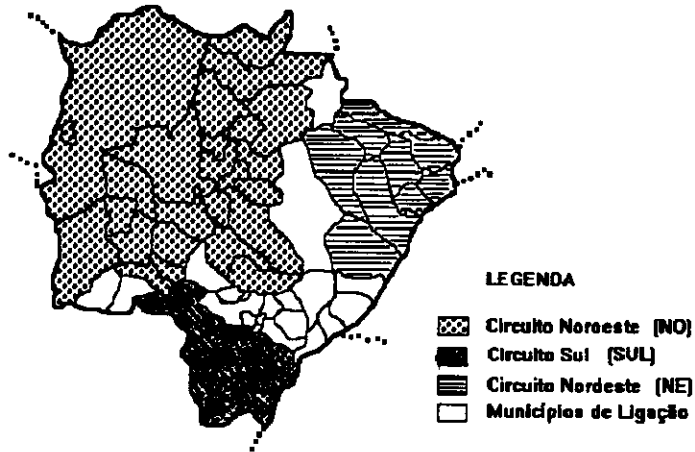 LEGENDA
Circuito Noroeste (NO)
Circuito Sul (SUL)
Circuito Nordeste (NE)
Municípios de Ligação